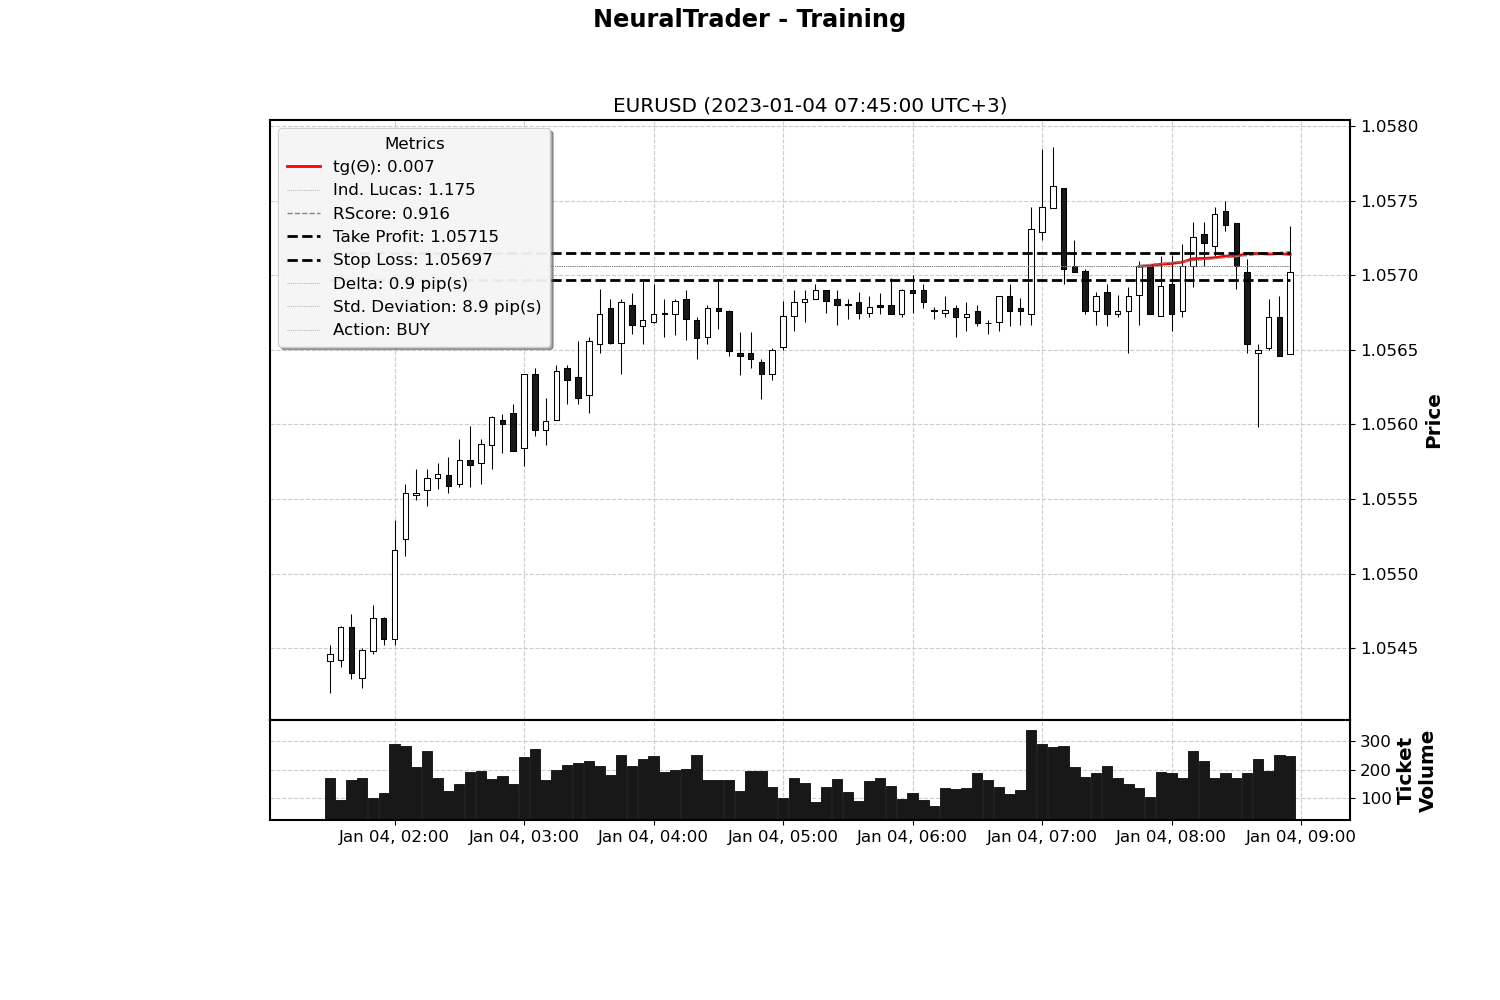 NeuralTrader - Training
EURUSD (2023-01-04 07:45:00 UTC+3)
Metrics
tg(Θ): 0.007
Ind. Lucas: 1.175
RScore: 0.916
Take Profit: 1.05715
Stop Loss: 1.05697
Delta: 0.9 pip(s)
Std. Deviation: 8.9 pip(s)
Action: BUY
1.0580
1.0575
1.0570
1.0565
1.0560
1.0555
1.0550
1.0545
Price
300
200
100
Ticket
Volume
Jan 04, 02:00
Jan 04, 03:00
Jan 04, 04:00
Jan 04, 05:00
Jan 04, 06:00
Jan 04, 07:00
Jan 04, 08:00
Jan 04, 09:00